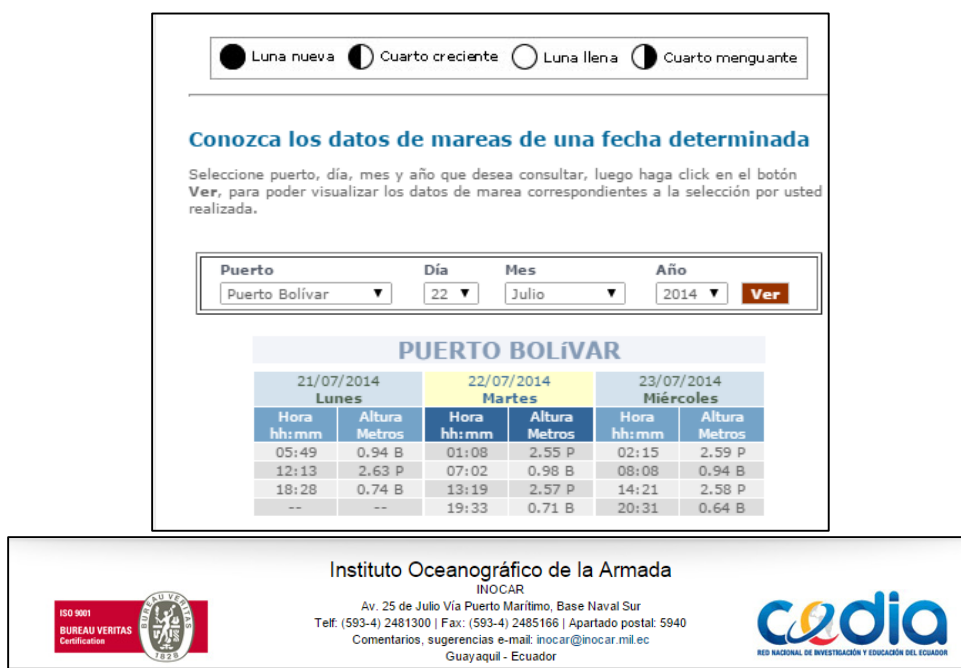 Luna nueva Cuarto creciente Luna llena Cuarto menguante
Conozca los datos de mareas de una fecha determinada
Seleccione puerto, día, mes y año que desea consultar, luego haga click en el botón
Ver, para poder visualizar los datos de marea correspondientes a la selección por usted
realizada.
Puerto Día Mes Año
Puerto Bolívar 22 Julio 2014 Ver
PUERTO BOLíVAR
21/07/2014 22/07/2014 23/07/2014
Lunes Martes Miércoles
Hora Altura Hora Altura Hora Altura
hh:mm Metros hh:mm Metros hh:mm Metros
05:49 0.94 B 01:08 2.55 P 02:15 2.59 P
12:13 2.63 P 07:02 0.98 B 08:08 0.94 B
18:28 0.74 B 13:19 2.57 P 14:21 2.58 P
-- -- 19:33 0.71 B 20:31 0.64 B
Instituto Oceanográfico de la Armada
INOCAR
Av. 25 de Julio Vía Puerto Marítimo, Base Naval Sur
Telf: (593-4) 2481300 | Fax: (593-4) 2485166 | Apartado postal: 5940
Comentarios, sugerencias e-mail: inocar@inocar.mil.ec
Guayaquil - Ecuador
ISO 9001
BUREAU VERITAS
Certification
BUREAU VERITAS
1828
cedia
RED NACIONAL DE INVESTIGACIÓN Y EDUCACIÓN DEL ECUADOR